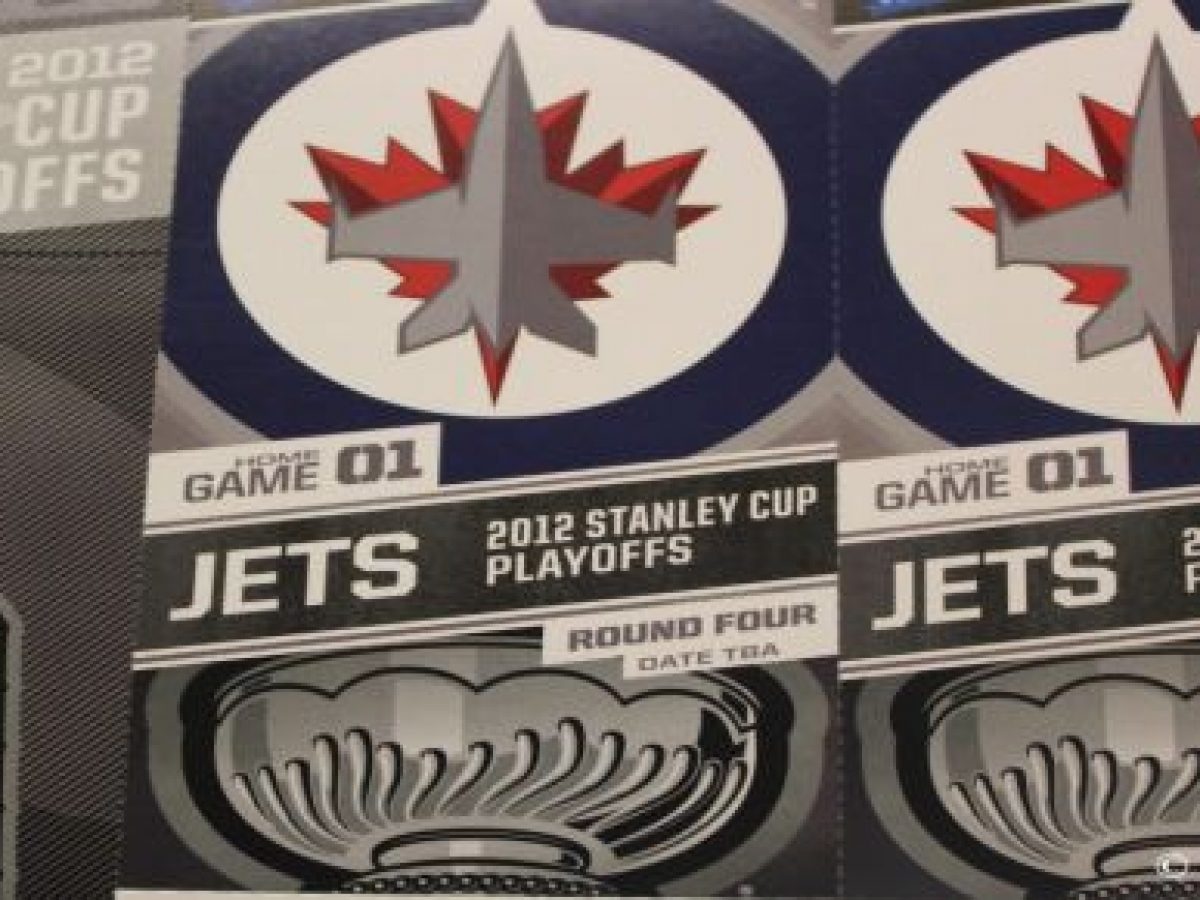 2012
CUP
OFFS
HOME
GAME 01
JETS
2012 STANLEY CUP
PLAYOFFS
ROUND FOUR
DATE TBA
HOME
GAME 01
JETS